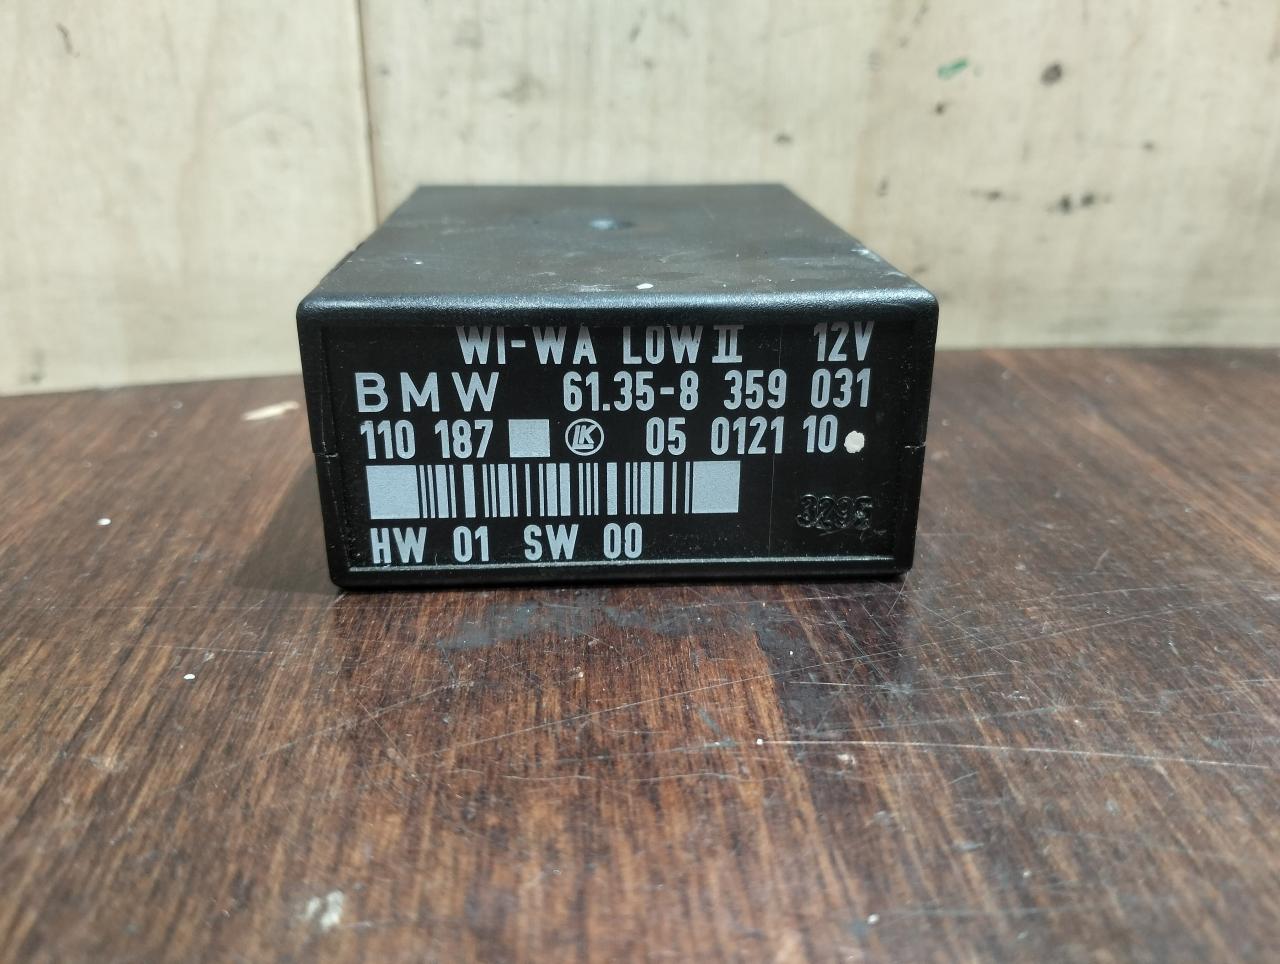 WI-WA LOW II 12V
BMW 61.35-8 359 031
110 187 LK 05 0121 10
HW 01 SW 00